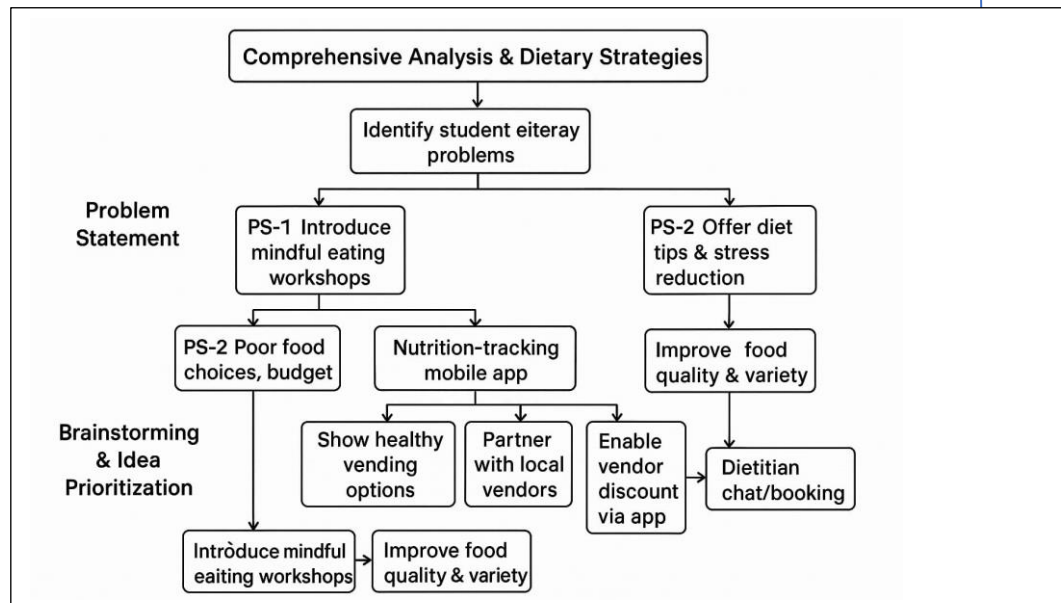 Comprehensive Analysis & Dietary Strategies
Identify student eiteray
problems
Problem
Statement
PS-1 Introduce
mindful eating
workshops
PS-2 Offer diet
tips & stress
reduction
PS-2 Poor food
choices, budget
Nutrition-tracking
mobile app
Improve food
quality & variety
Brainstorming
& Idea
Prioritization
Show healthy
vending
options
Partner
with local
vendors
Enable
vendor
discount
via app
Dietitian
chat/booking
Intròduce mindful
eaiting workshops
Improve food
quality & variety